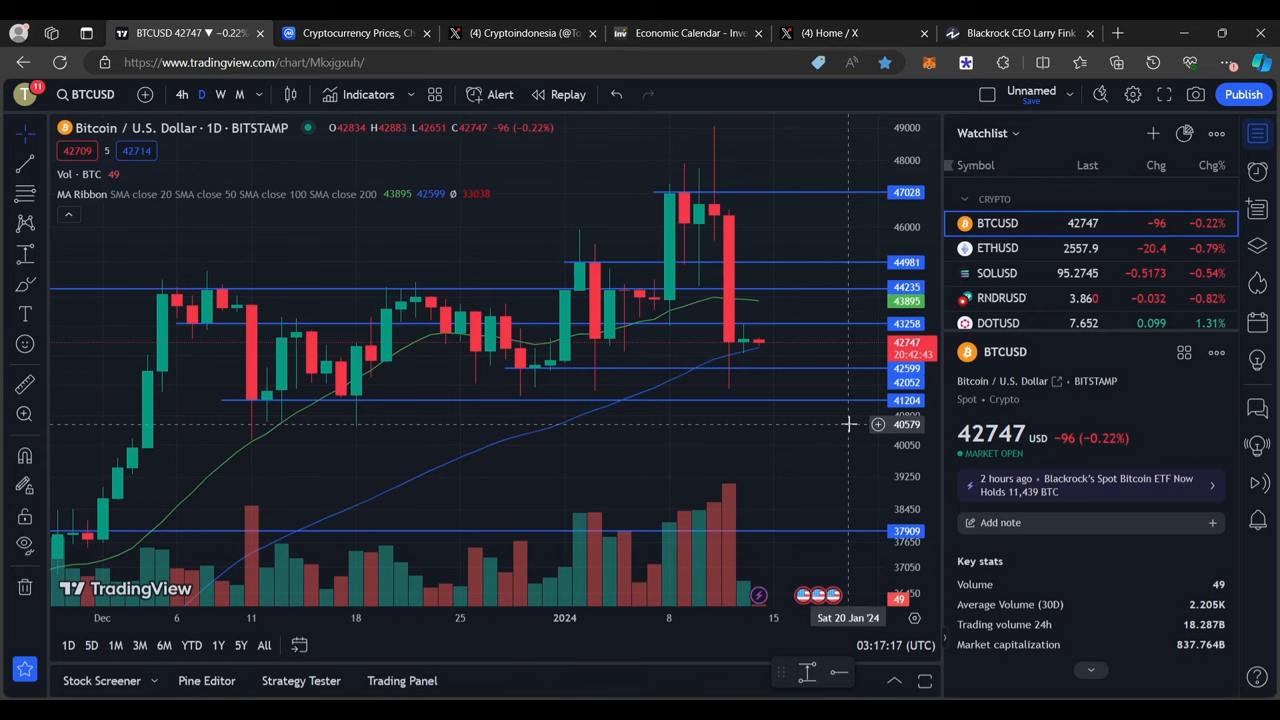 BTCUSD 42747 ▼ −0.22%
Cryptocurrency Prices, Ch
(4) Cryptoindonesia (@To
Economic Calendar - Inve
(4) Home / X
Blackrock CEO Larry Fink
https://www.tradingview.com/chart/Mkxjgxuh/
T
11
BTCUSD
4h
D
W
M
Indicators
Alert
Replay
Unnamed
Save
Publish
Bitcoin / U.S. Dollar · 1D · BITSTAMP
O42834 H42883 L42651 C42747 −96 (−0.22%)
42709
5
42714
Vol · BTC 49
MA Ribbon SMA close 20 SMA close 50 SMA close 100 SMA close 200 43895 42599 Ø 33038
49000
48000
47028
46000
44981
44235
43895
43258
42747
20:42:43
42599
42052
41204
40579
40050
39250
38450
37909
37650
37050
49
TradingView
Dec
6
11
18
25
2024
8
15
Sat 20 Jan '24
1D
5D
1M
3M
6M
YTD
1Y
5Y
All
03:17:17 (UTC)
Stock Screener
Pine Editor
Strategy Tester
Trading Panel
Watchlist
Symbol
Last
Chg
Chg%
CRYPTO
BTCUSD 42747 −96 −0.22%
ETHUSD 2557.9 −20.4 −0.79%
SOLUSD 95.2745 −0.5173 −0.54%
RNDRUSD 3.860 −0.032 −0.82%
DOTUSD 7.652 0.099 1.31%
BTCUSD
Bitcoin / U.S. Dollar
BITSTAMP
Spot • Crypto
42747 USD −96 (−0.22%)
MARKET OPEN
2 hours ago • Blackrock's Spot Bitcoin ETF Now
Holds 11,439 BTC
Add note
Key stats
Volume 49
Average Volume (30D) 2.205K
Trading volume 24h 18.287B
Market capitalization 837.764B